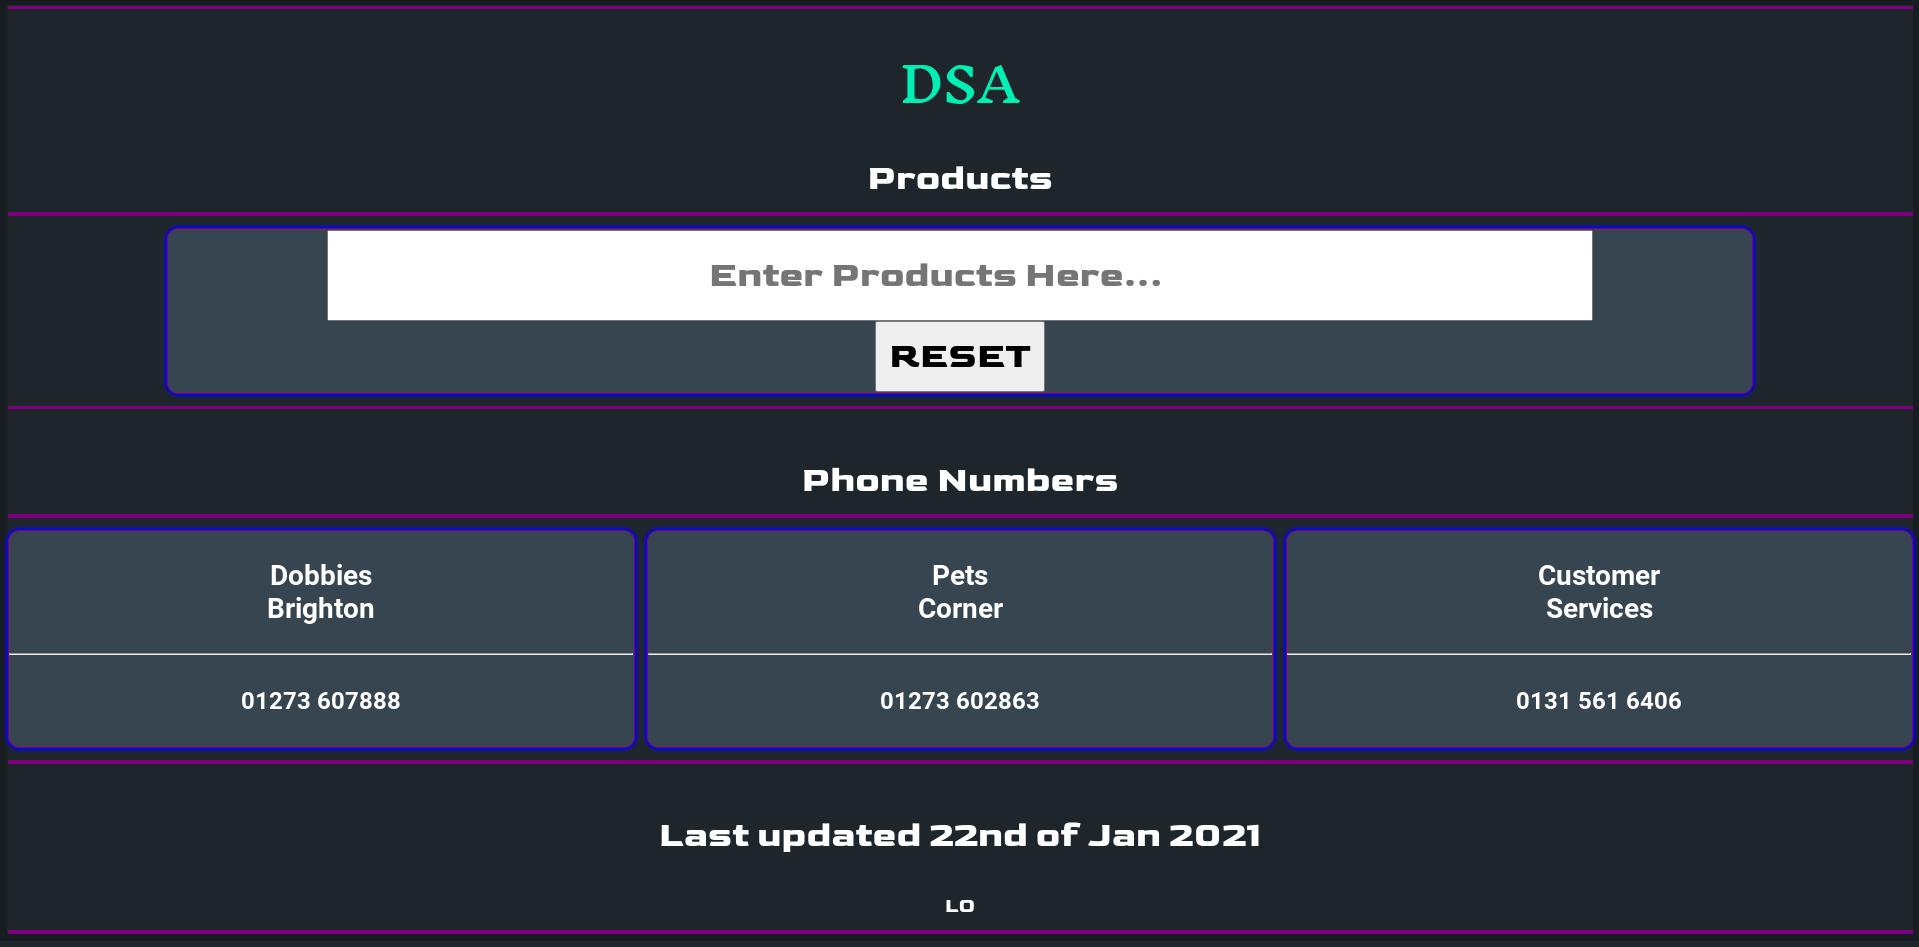 DSA
Products
Enter Products Here...
RESET
Phone Numbers
Dobbies
Brighton
01273 607888
Pets
Corner
01273 602863
Customer
Services
0131 561 6406
Last updated 22nd of Jan 2021
LO